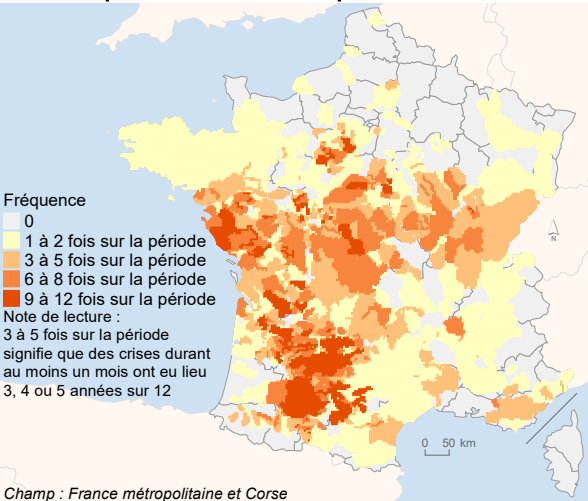 Fréquence
0
1 à 2 fois sur la période
3 à 5 fois sur la période
6 à 8 fois sur la période
9 à 12 fois sur la période
Note de lecture :
3 à 5 fois sur la période
signifie que des crises durant
au moins un mois ont eu lieu
3, 4 ou 5 années sur 12
N
0 50 km
Champ : France métropolitaine et Corse